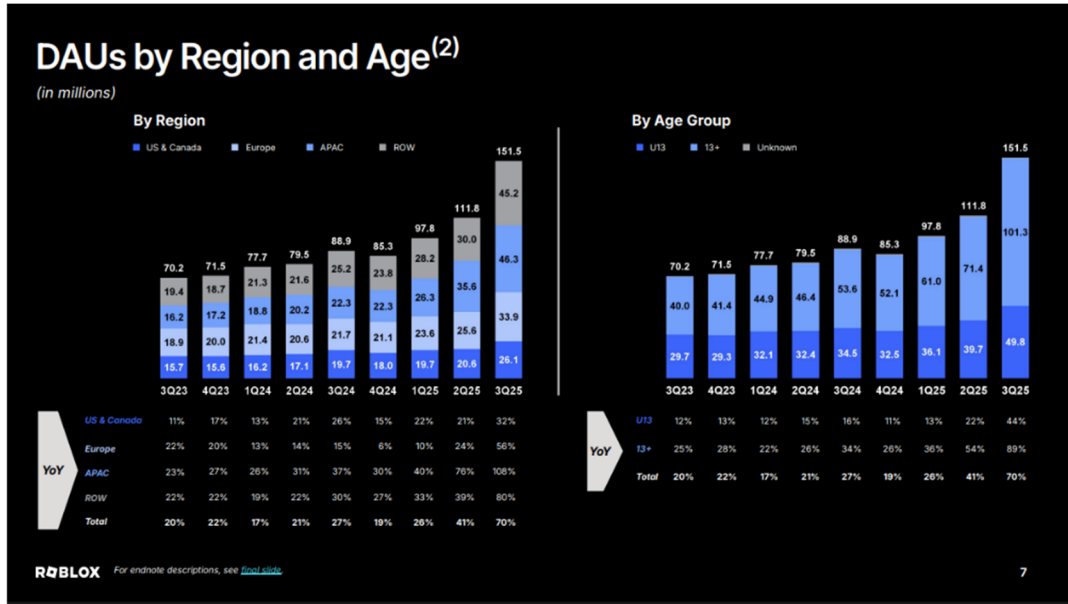 DAUs by Region and Age(2)
(in millions)
By Region
US & Canada Europe APAC ROW
70.2 71.5 77.7 79.5 88.9 85.3 97.8 111.8 151.5
19.4 18.7 21.3 21.6 25.2 23.8 28.2 30.0 45.2
16.2 17.2 18.8 20.2 22.3 22.3 26.3 35.6 46.3
18.9 20.0 21.4 20.6 21.7 21.1 23.6 25.6 33.9
15.7 15.6 16.2 17.1 19.7 18.0 19.7 20.6 26.1
3Q23 4Q23 1Q24 2Q24 3Q24 4Q24 1Q25 2Q25 3Q25
YoY
US & Canada 11% 17% 13% 21% 26% 15% 22% 21% 32%
Europe 22% 20% 13% 14% 15% 6% 10% 24% 56%
APAC 23% 27% 26% 31% 37% 30% 40% 76% 108%
ROW 22% 22% 19% 22% 30% 27% 33% 39% 80%
Total 20% 22% 17% 21% 27% 19% 26% 41% 70%
By Age Group
U13 13+ Unknown
70.2 71.5 77.7 79.5 88.9 85.3 97.8 111.8 151.5
40.0 41.4 44.9 46.4 53.6 52.1 61.0 71.4 101.3
29.7 29.3 32.1 32.4 34.5 32.5 36.1 39.7 49.8
3Q23 4Q23 1Q24 2Q24 3Q24 4Q24 1Q25 2Q25 3Q25
YoY
U13 12% 13% 12% 15% 16% 11% 13% 22% 44%
13+ 25% 28% 22% 26% 34% 26% 36% 54% 89%
Total 20% 22% 17% 21% 27% 19% 26% 41% 70%
ROBLOX For endnote descriptions, see final slide.
7